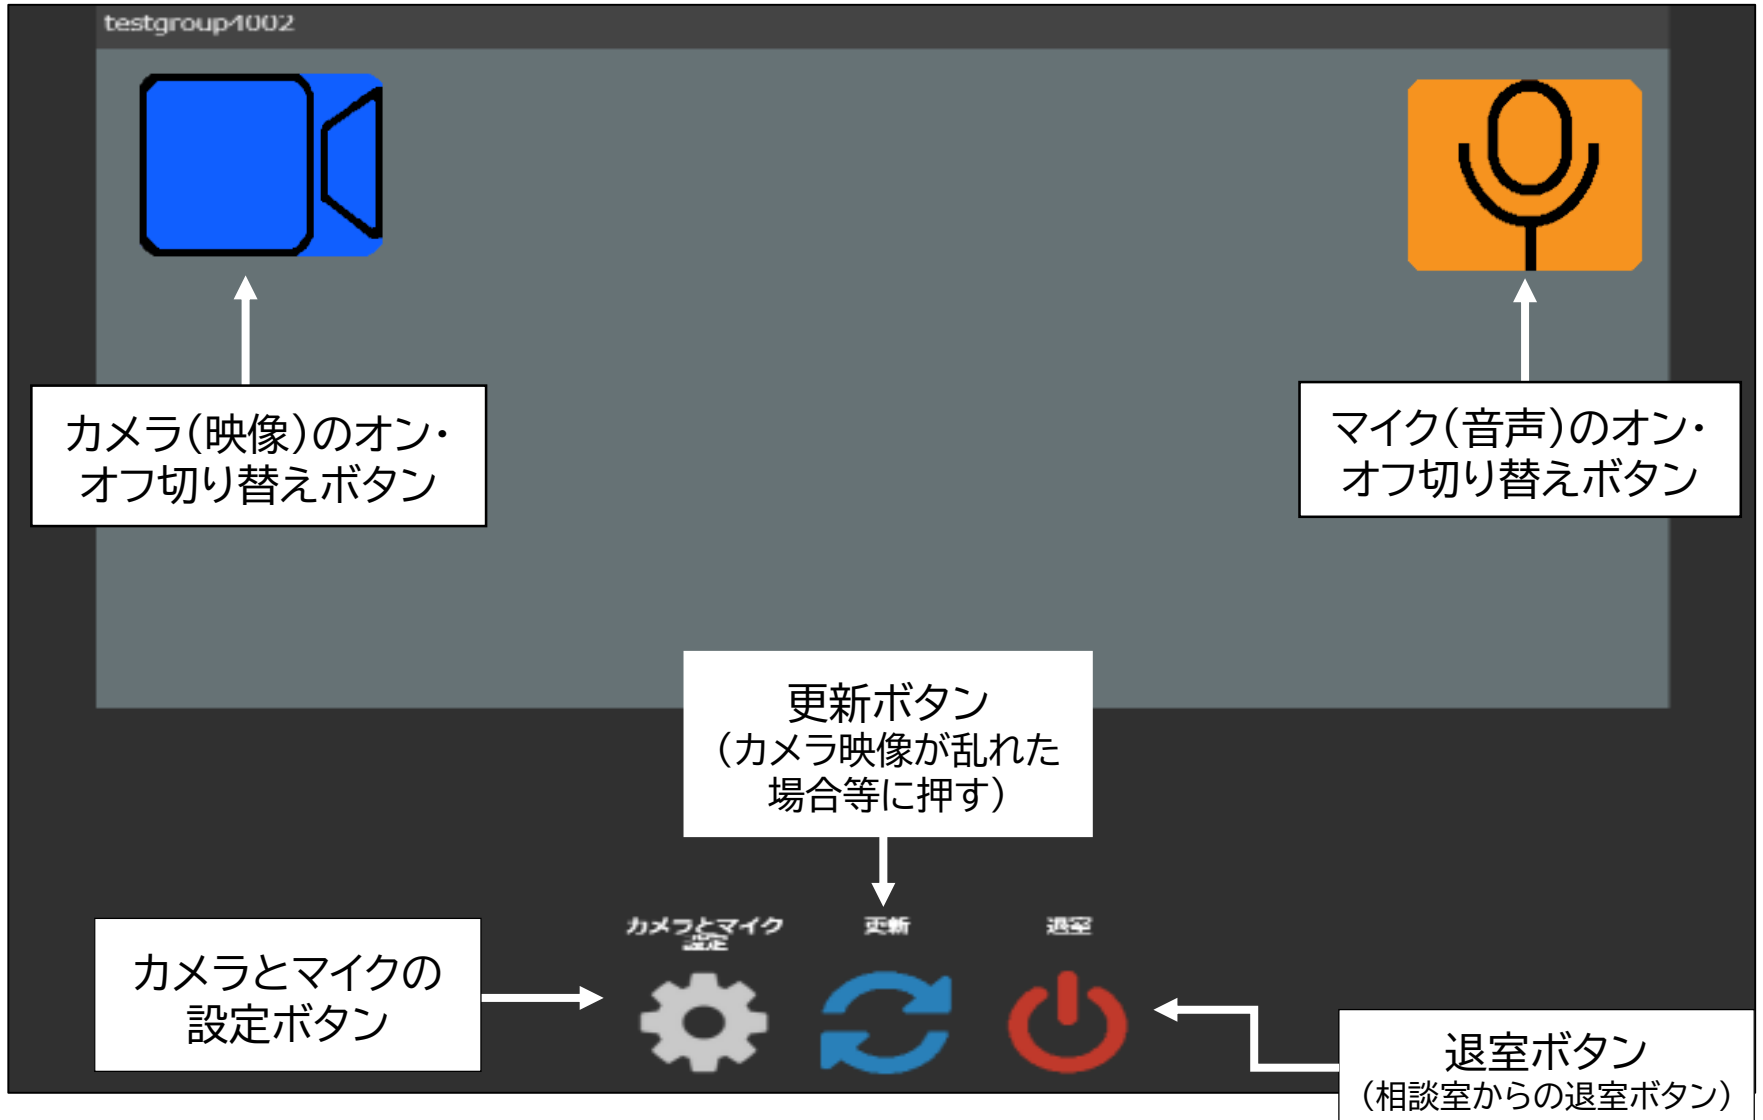 testgroup4002
カメラ(映像)のオン・
オフ切り替えボタン
マイク(音声)のオン・
オフ切り替えボタン
更新ボタン
(カメラ映像が乱れた
場合等に押す)
カメラとマイク
設定
更新
退室
カメラとマイクの
設定ボタン
退室ボタン
(相談室からの退室ボタン)